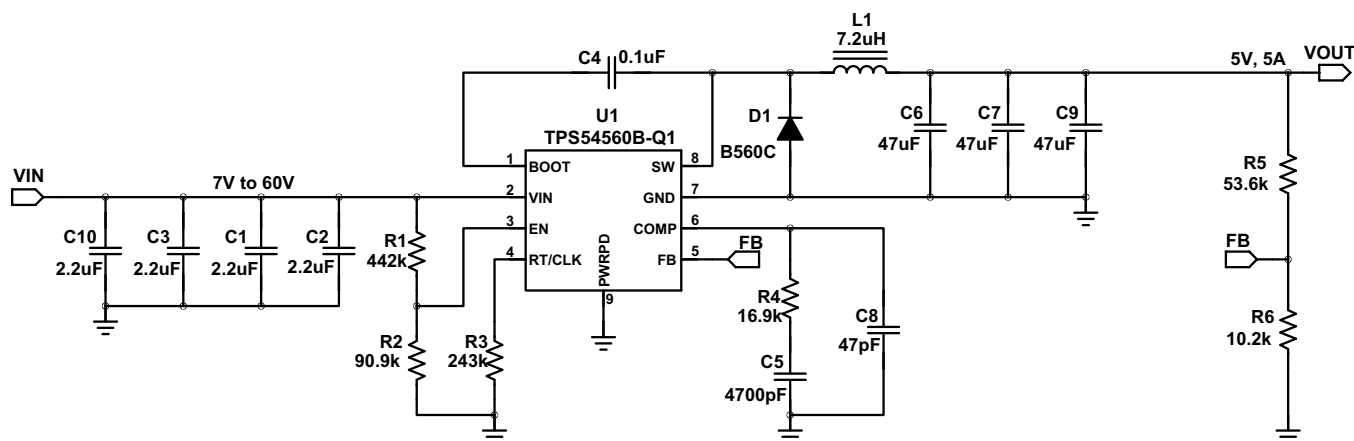 L1
7.2uH
C4
0.1uF
5V, 5A
VOUT
U1
TPS54560B-Q1
D1
B560C
C6
47uF
C7
47uF
C9
47uF
R5
53.6k
VIN
7V to 60V
1
BOOT
SW
8
2
VIN
GND
7
3
EN
COMP
6
4
RT/CLK
FB
5
PWRPD
9
FB
FB
C10
2.2uF
C3
2.2uF
C1
2.2uF
C2
2.2uF
R1
442k
R2
90.9k
R3
243k
R4
16.9k
C8
47pF
C5
4700pF
R6
10.2k